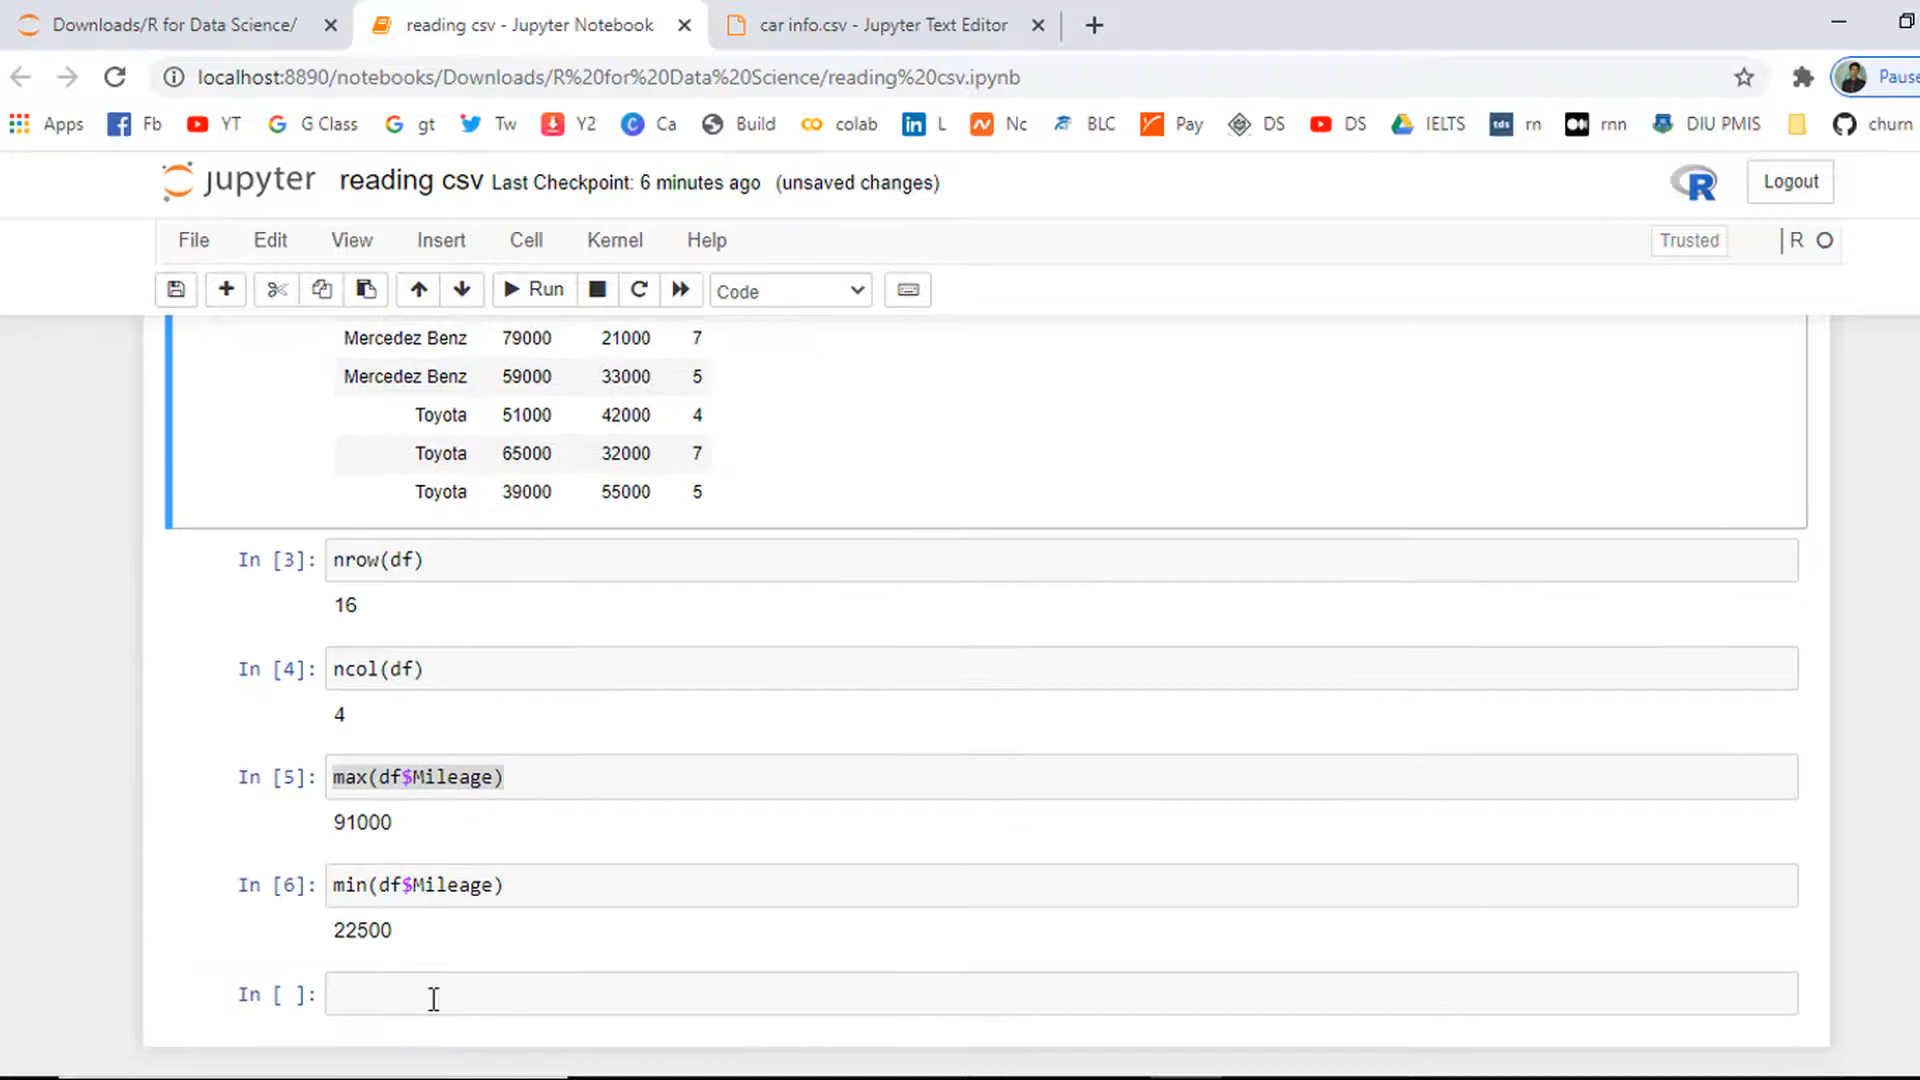 Downloads/R for Data Science/
reading csv - Jupyter Notebook
car info.csv - Jupyter Text Editor
localhost:8890/notebooks/Downloads/R%20for%20Data%20Science/reading%20csv.ipynb
Pause
Apps Fb YT G Class gt Tw Y2 Ca Build colab L Nc BLC Pay DS DS IELTS tds rn rnn DIU PMIS churn
jupyter reading csv Last Checkpoint: 6 minutes ago (unsaved changes)
R
Logout
File Edit View Insert Cell Kernel Help
Trusted
R
Run
Code
Mercedez Benz 79000 21000 7
Mercedez Benz 59000 33000 5
Toyota 51000 42000 4
Toyota 65000 32000 7
Toyota 39000 55000 5
In [3]: nrow(df)
16
In [4]: ncol(df)
4
In [5]: max(df$Mileage)
91000
In [6]: min(df$Mileage)
22500
In [ ]: